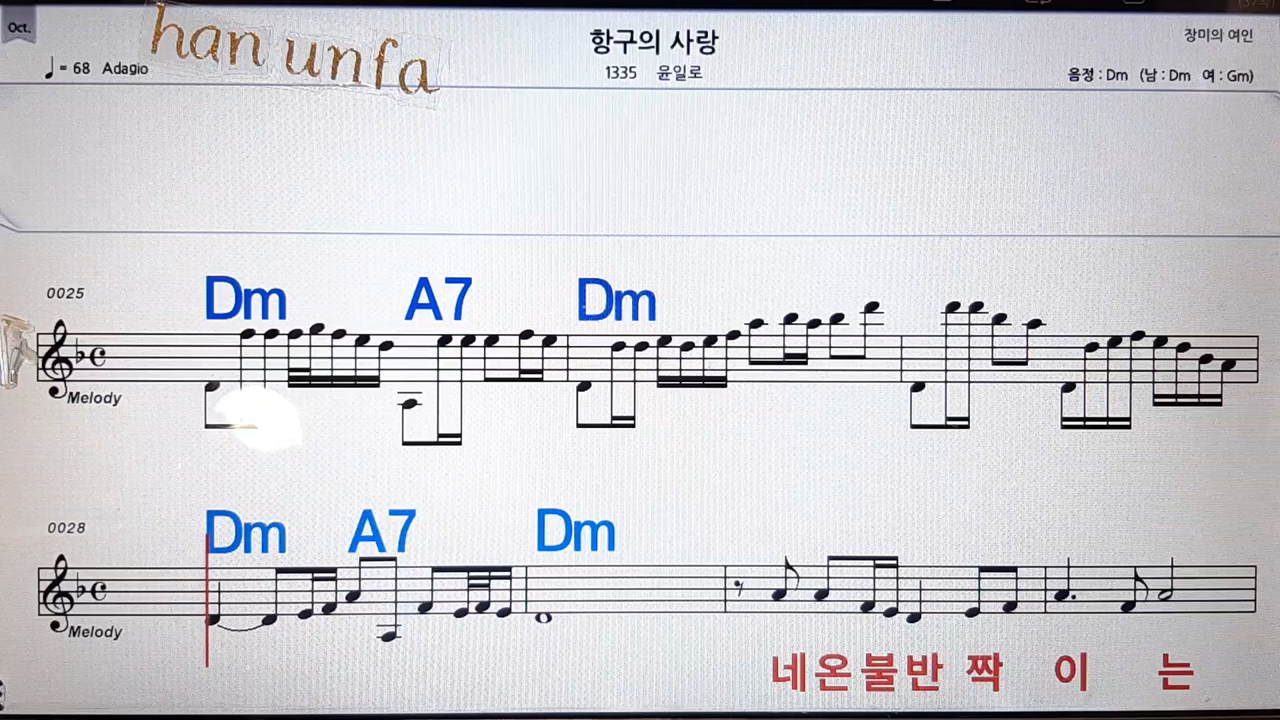 Oct.
han unfa
항구의 사랑
장미의 여인
♩= 68 Adagio
1335 윤일로
음정 : Dm (남 : Dm 여 : Gm)
0025
Dm A7 Dm
Melody
0028
Dm A7 Dm
Melody
네온불반 짝 이 는